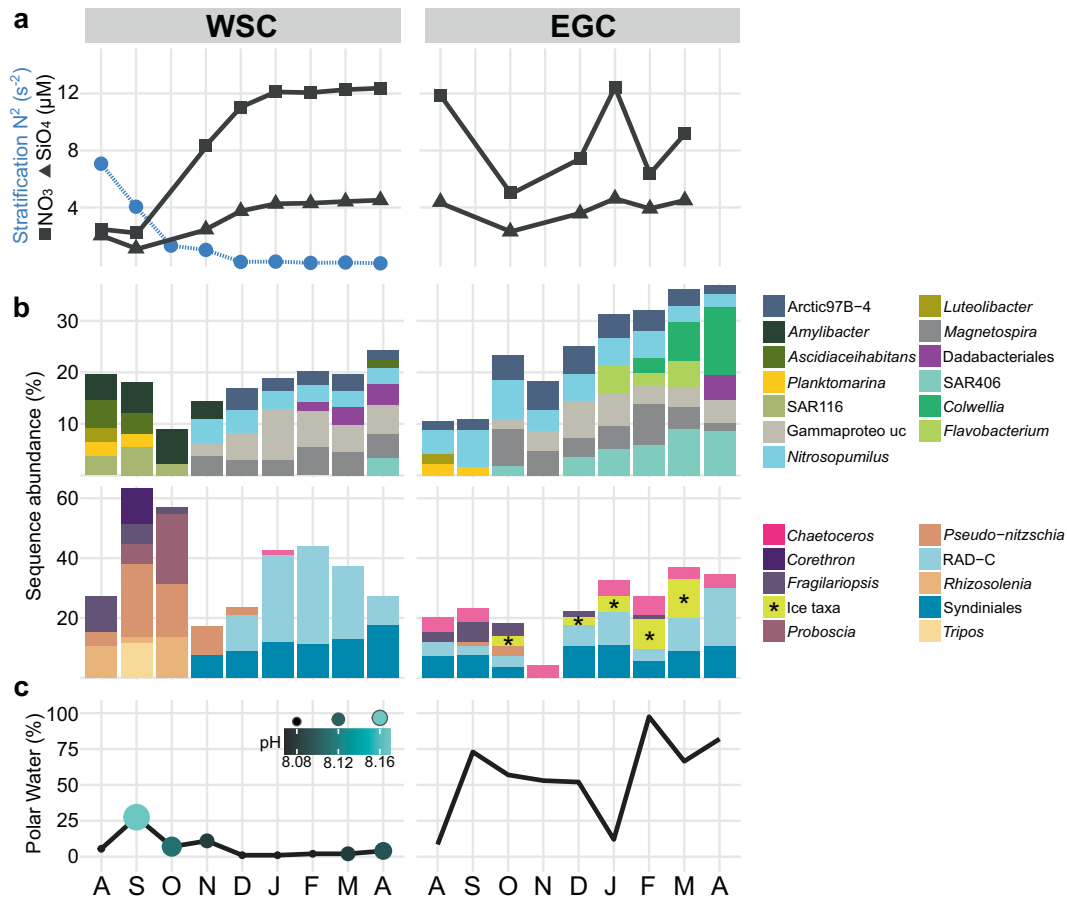 a
WSC
EGC
Stratification N² (s⁻²)
■NO₃ ▲SiO₄ (µM)
12
8
4
b
Sequence abundance (%)
30
20
10
60
40
20
* * * * *
Arctic97B−4
Amylibacter
Ascidiaceihabitans
Planktomarina
SAR116
Gammaproteo uc
Nitrosopumilus
Luteolibacter
Magnetospira
Dadabacteriales
SAR406
Colwellia
Flavobacterium
Chaetoceros
Corethron
Fragilariopsis
* Ice taxa
Proboscia
Pseudo−nitzschia
RAD−C
Rhizosolenia
Syndiniales
Tripos
c
Polar Water (%)
100
75
50
25
0
pH
8.08 8.12 8.16
A S O N D J F M A
A S O N D J F M A